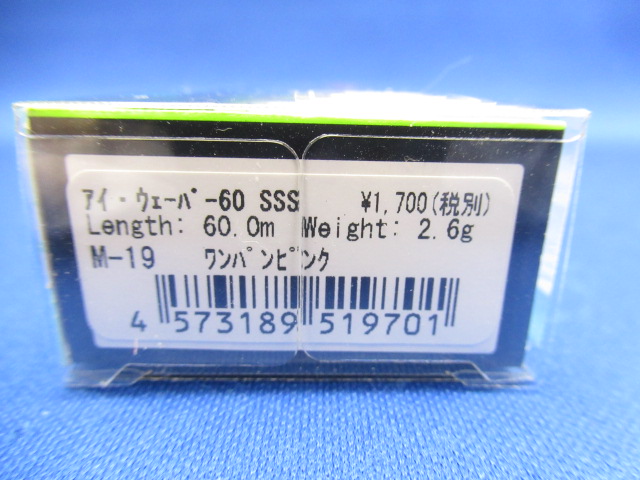 ｱｲ･ｳｪｰﾊﾞ-60 SSS ¥1,700(税別)
Length: 60.0m Weight: 2.6g
M-19 ﾜﾝﾊﾟﾝﾋﾟﾝｸ
4 573189 519701